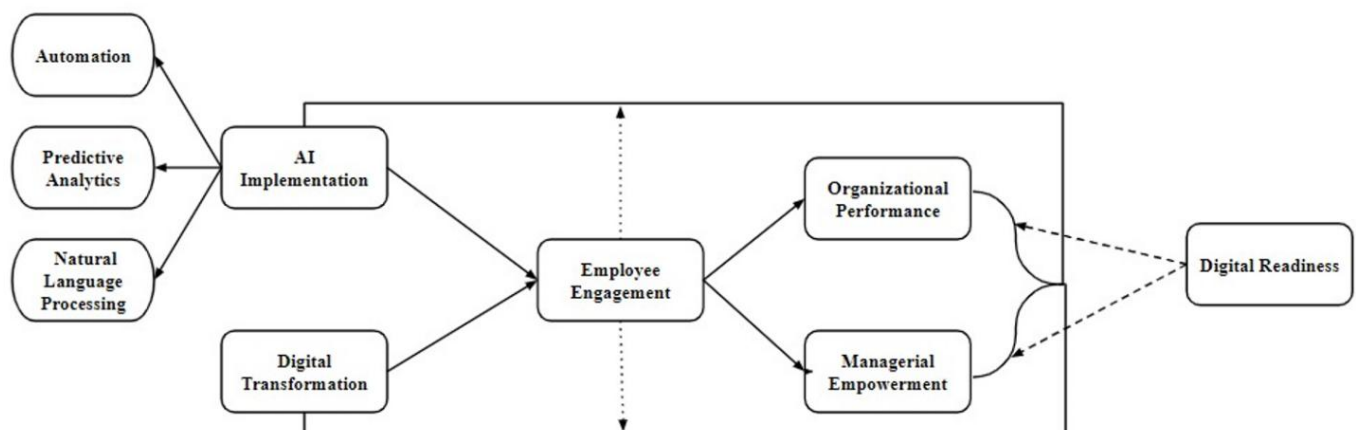 Automation
Predictive
Analytics
Natural
Language
Processing
AI
Implementation
Digital
Transformation
Employee
Engagement
Organizational
Performance
Managerial
Empowerment
Digital Readiness